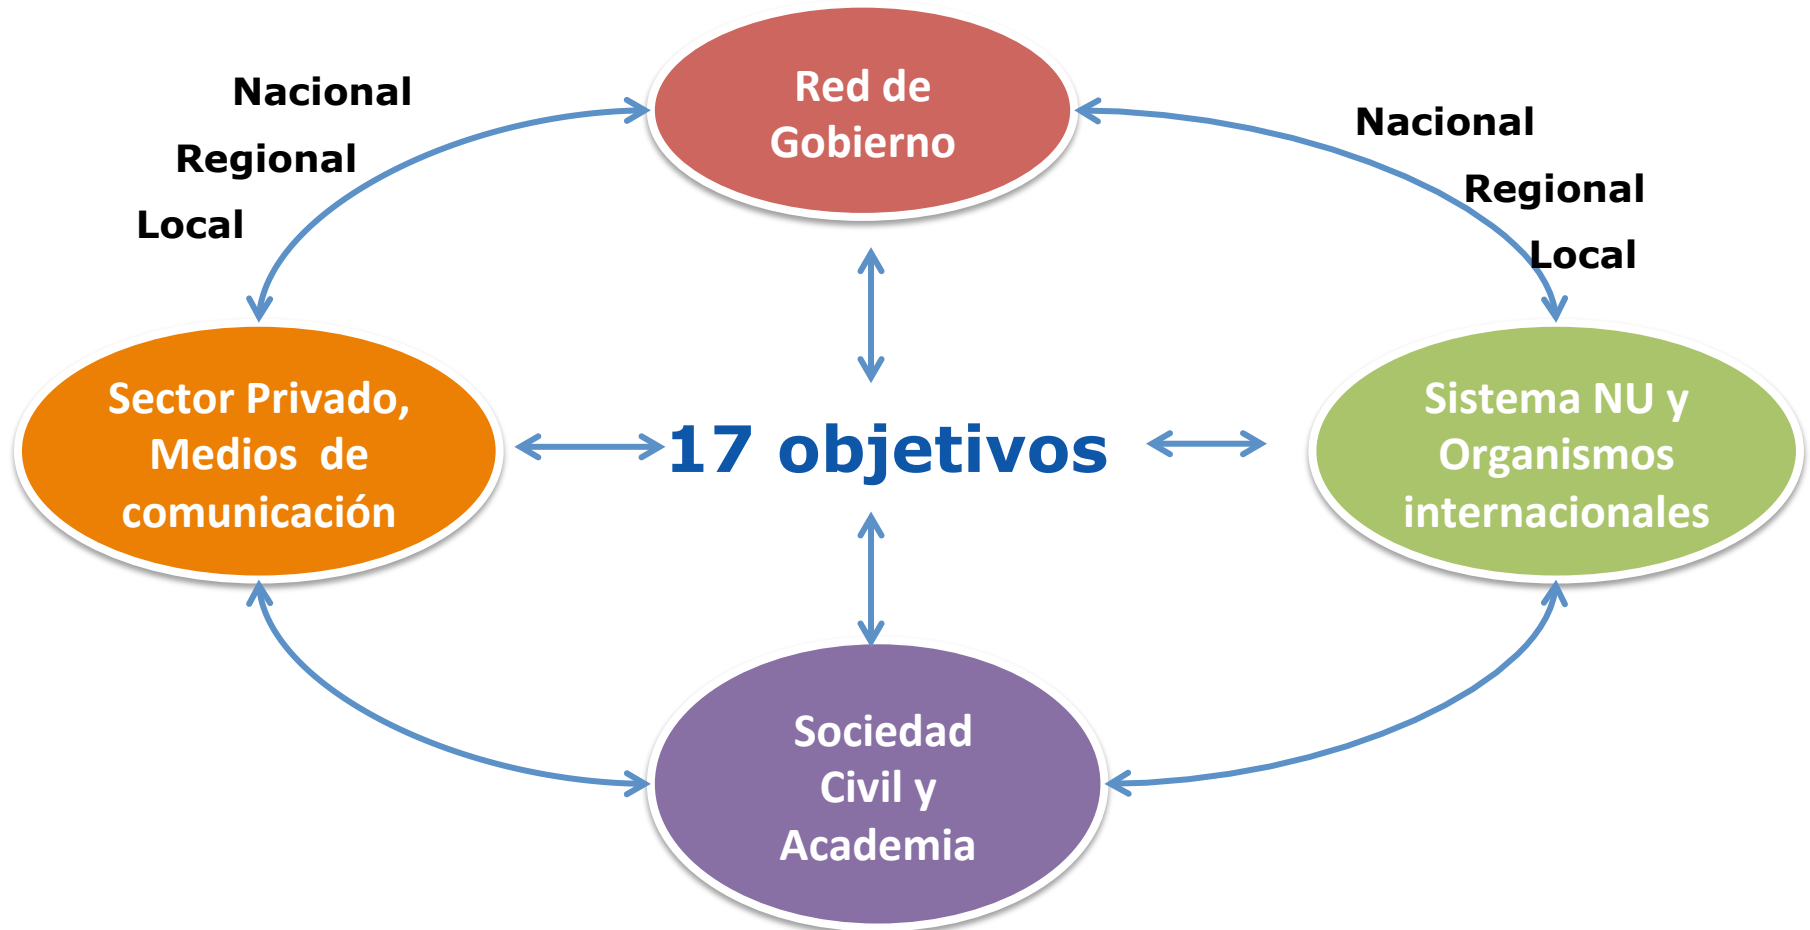 Red de
Gobierno
Nacional
Regional
Local
Nacional
Regional
Local
Sector Privado,
Medios  de
comunicación
17 objetivos
Sistema NU y
Organismos
internacionales
Sociedad
Civil y
Academia